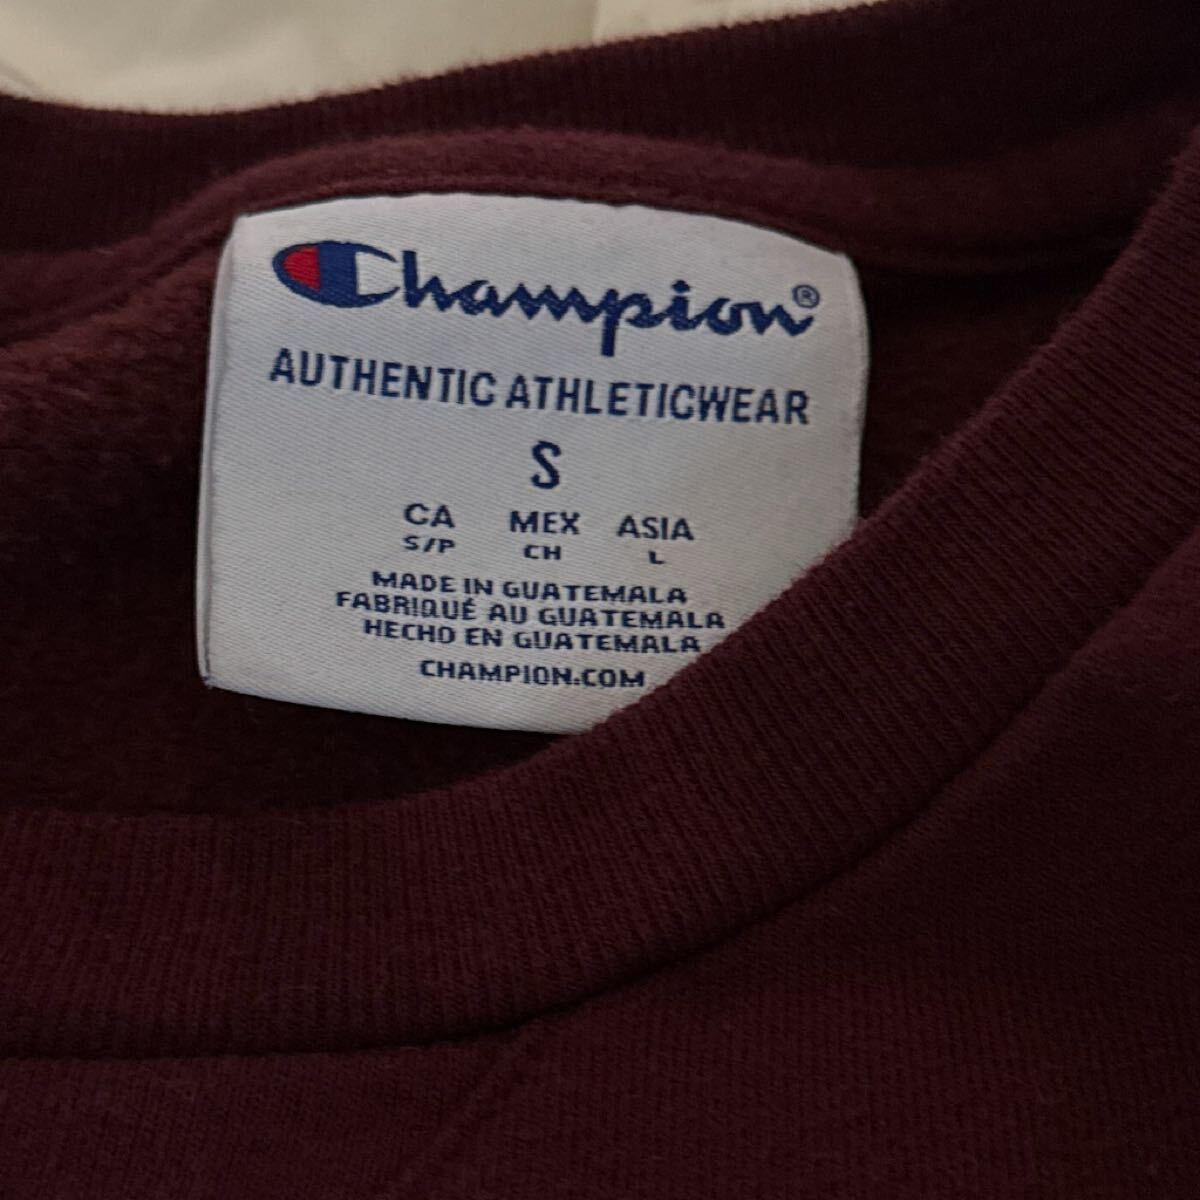 Champion®
AUTHENTIC ATHLETICWEAR
S
CA MEX ASIA
S/P CH L
MADE IN GUATEMALA
FABRIQUÉ AU GUATEMALA
HECHO EN GUATEMALA
CHAMPION.COM